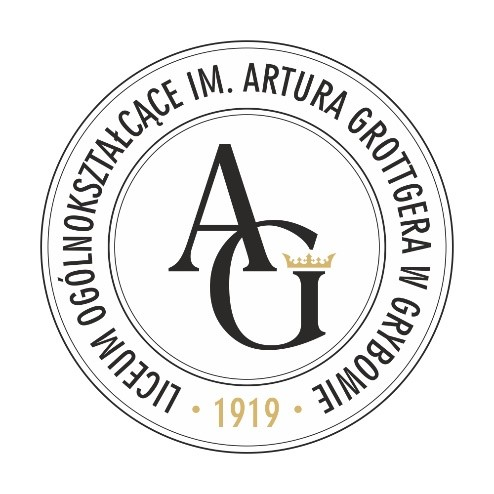 LICEUM OGÓLNOKSZTAŁCĄCE IM. ARTURA GROTTGERA W GRYBOWIE
AG
• 1919 •